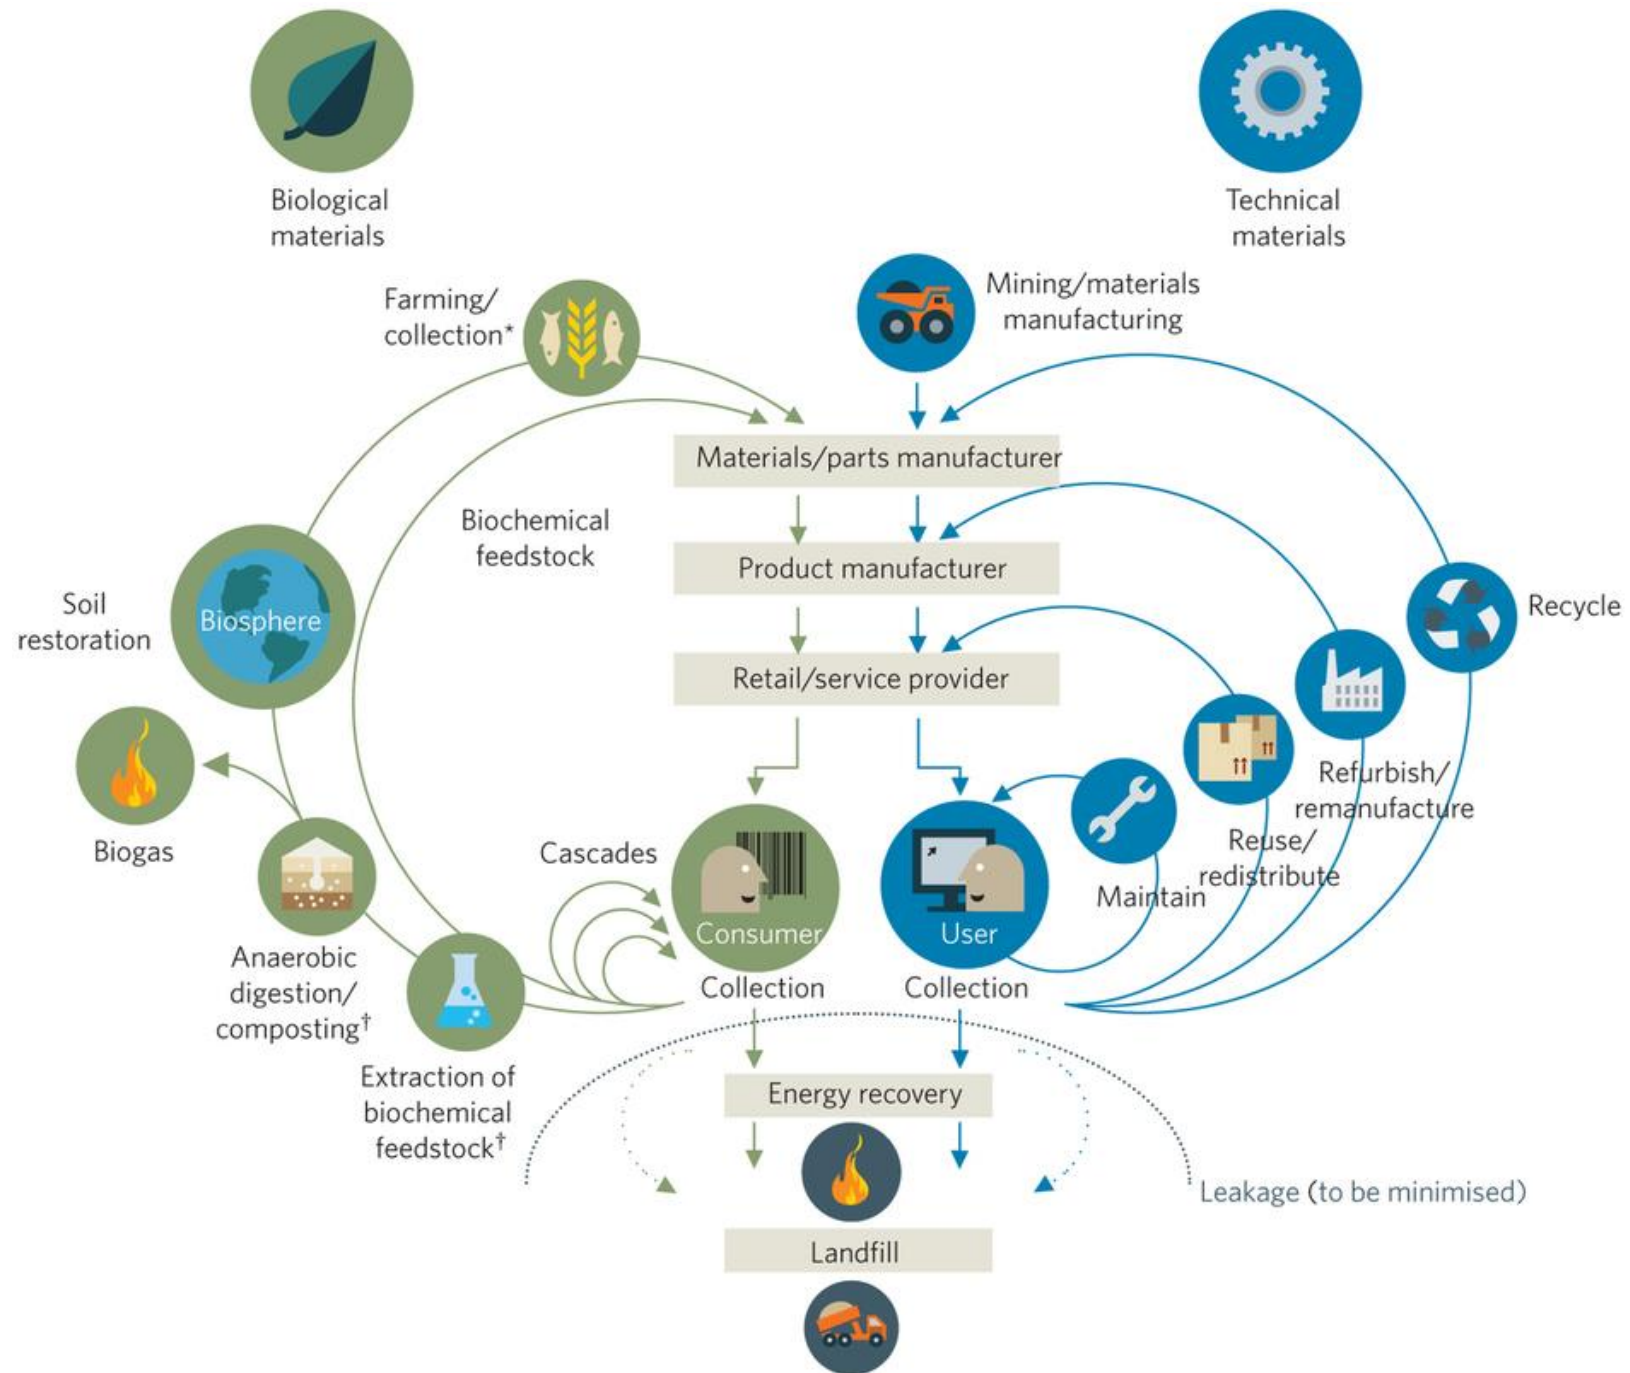 Biological
materials
Technical
materials
Farming/
collection*
Mining/materials
manufacturing
Materials/parts manufacturer
Biochemical
feedstock
Product manufacturer
Soil
restoration
Biosphere
Recycle
Retail/service provider
Biogas
Refurbish/
remanufacture
Reuse/
redistribute
Maintain
Cascades
Consumer
User
Collection
Collection
Anaerobic
digestion/
composting†
Extraction of
biochemical
feedstock†
Energy recovery
Leakage (to be minimised)
Landfill